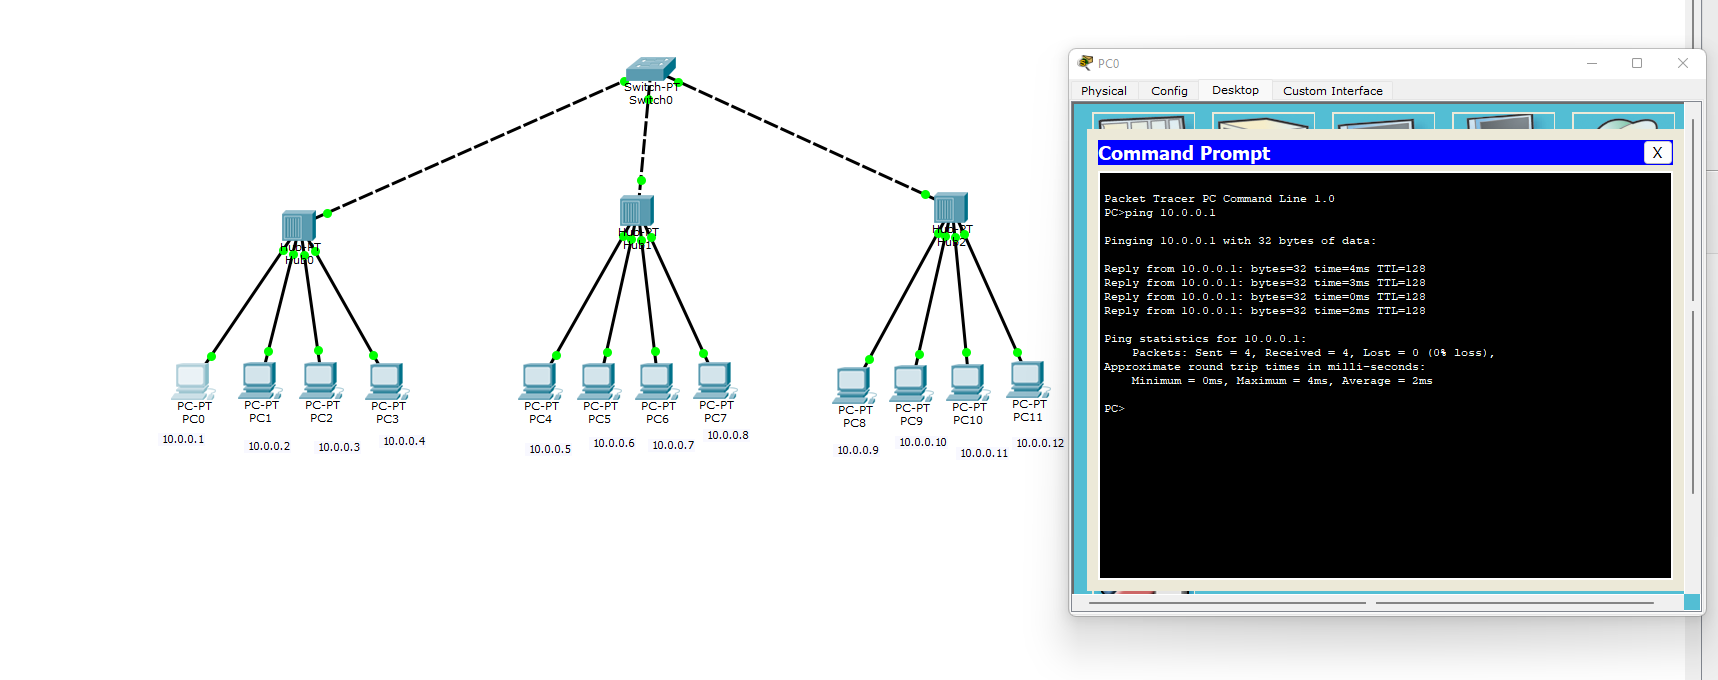 Switch-PT
Switch0
Hub-PT
Hub0
Hub-PT
Hub1
Hub-PT
Hub2
PC-PT
PC0
10.0.0.1
PC-PT
PC1
10.0.0.2
PC-PT
PC2
10.0.0.3
PC-PT
PC3
10.0.0.4
PC-PT
PC4
10.0.0.5
PC-PT
PC5
10.0.0.6
PC-PT
PC6
10.0.0.7
PC-PT
PC7
10.0.0.8
PC-PT
PC8
10.0.0.9
PC-PT
PC9
10.0.0.10
PC-PT
PC10
10.0.0.11
PC-PT
PC11
10.0.0.12
PC0
Physical Config Desktop Custom Interface
Command Prompt X
Packet Tracer PC Command Line 1.0
PC>ping 10.0.0.1
Pinging 10.0.0.1 with 32 bytes of data:
Reply from 10.0.0.1: bytes=32 time=4ms TTL=128
Reply from 10.0.0.1: bytes=32 time=3ms TTL=128
Reply from 10.0.0.1: bytes=32 time=0ms TTL=128
Reply from 10.0.0.1: bytes=32 time=2ms TTL=128
Ping statistics for 10.0.0.1:
Packets: Sent = 4, Received = 4, Lost = 0 (0% loss),
Approximate round trip times in milli-seconds:
Minimum = 0ms, Maximum = 4ms, Average = 2ms
PC>